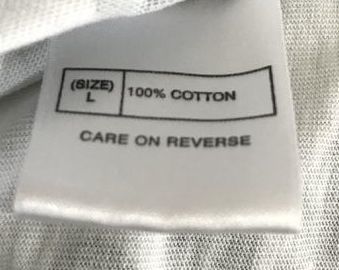 (SIZE)
L
100% COTTON
CARE ON REVERSE